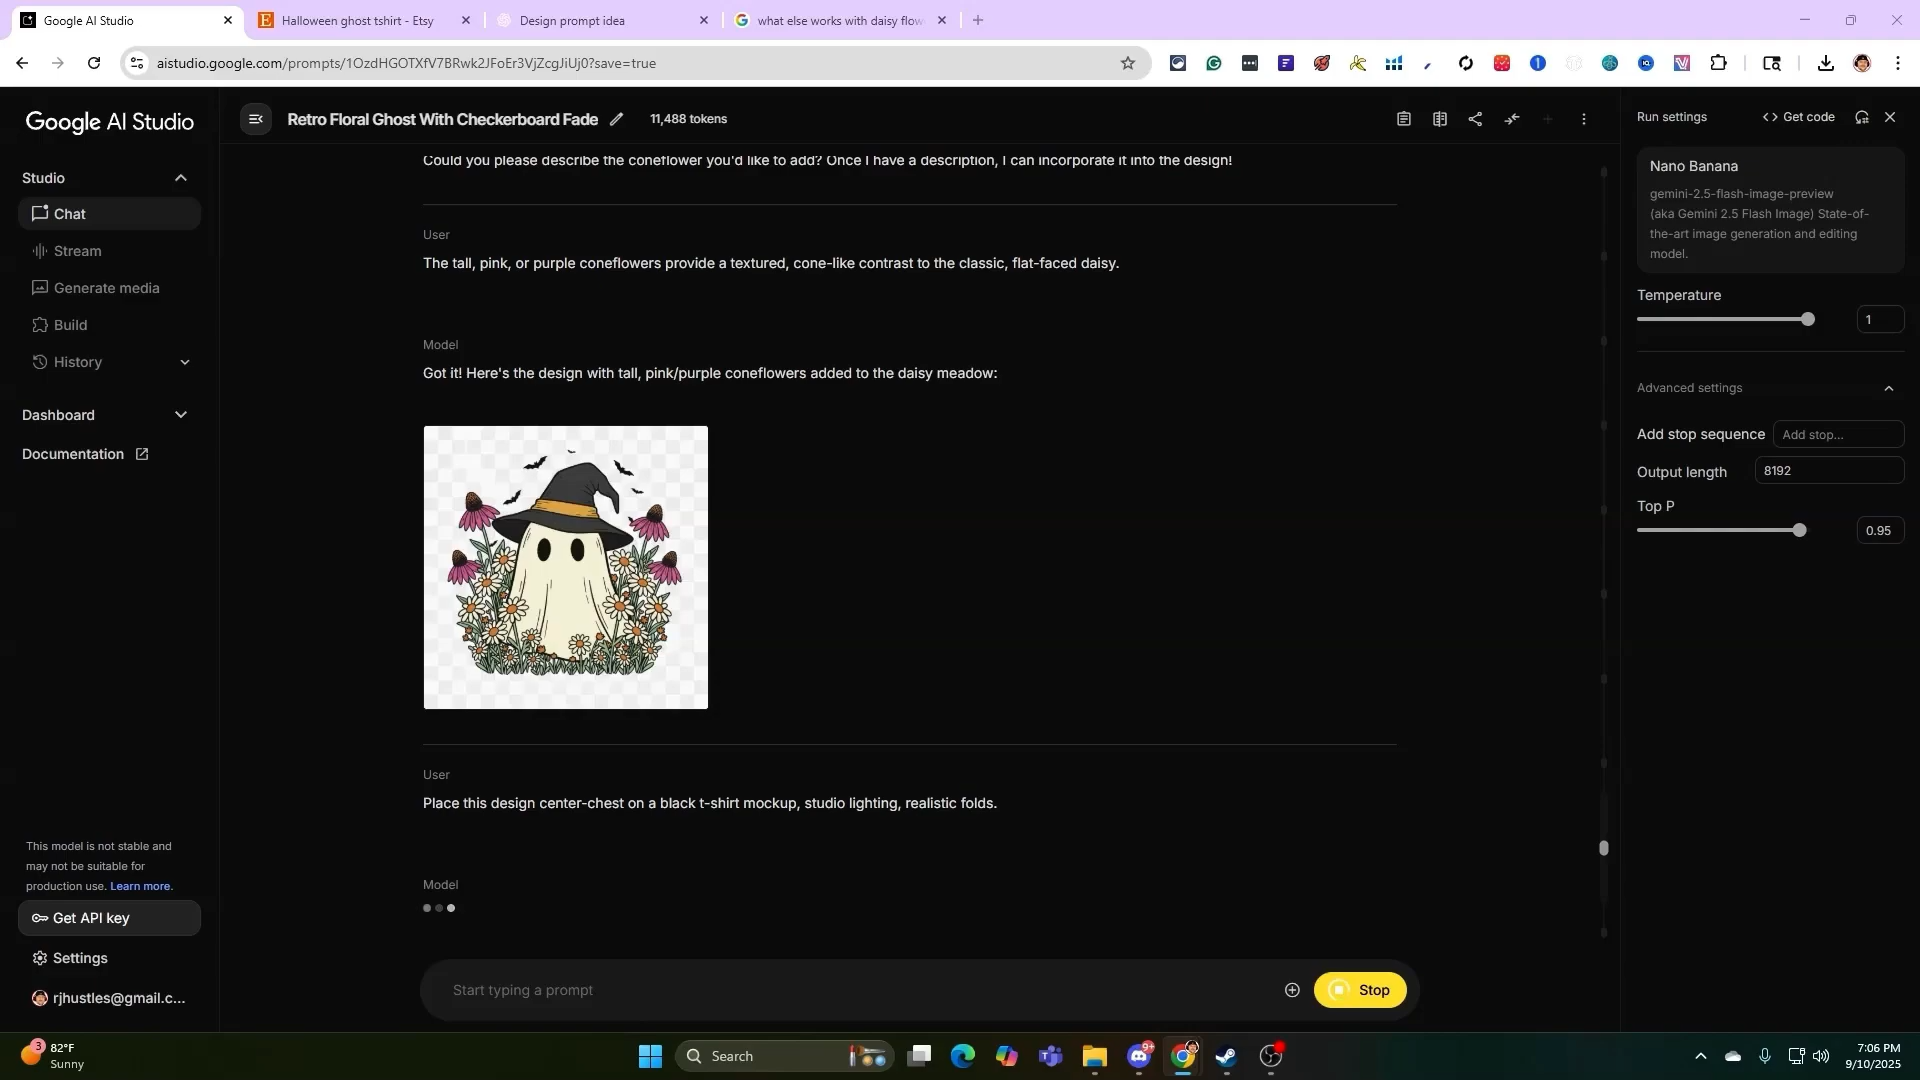 Google AI Studio
Halloween ghost tshirt - Etsy
Design prompt idea
what else works with daisy flow
aistudio.google.com/prompts/1OzdHGOTXfV7BRwk2JFoEr3VjZcgJiUj0?save=true
Google AI Studio
Retro Floral Ghost With Checkerboard Fade
11,488 tokens
Run settings
Get code
Studio
Chat
Stream
Generate media
Build
History
Dashboard
Documentation
This model is not stable and
may not be suitable for
production use. Learn more.
Get API key
Settings
rjhustles@gmail.c...
Could you please describe the coneflower you'd like to add? Once I have a description, I can incorporate it into the design!
User
The tall, pink, or purple coneflowers provide a textured, cone-like contrast to the classic, flat-faced daisy.
Model
Got it! Here's the design with tall, pink/purple coneflowers added to the daisy meadow:
User
Place this design center-chest on a black t-shirt mockup, studio lighting, realistic folds.
Model
Start typing a prompt
Stop
Nano Banana
gemini-2.5-flash-image-preview
(aka Gemini 2.5 Flash Image) State-of-
the-art image generation and editing
model.
Temperature
1
Advanced settings
Add stop sequence
Add stop...
Output length
8192
Top P
0.95
3
82°F
Sunny
Search
9+
7:06 PM
9/10/2025